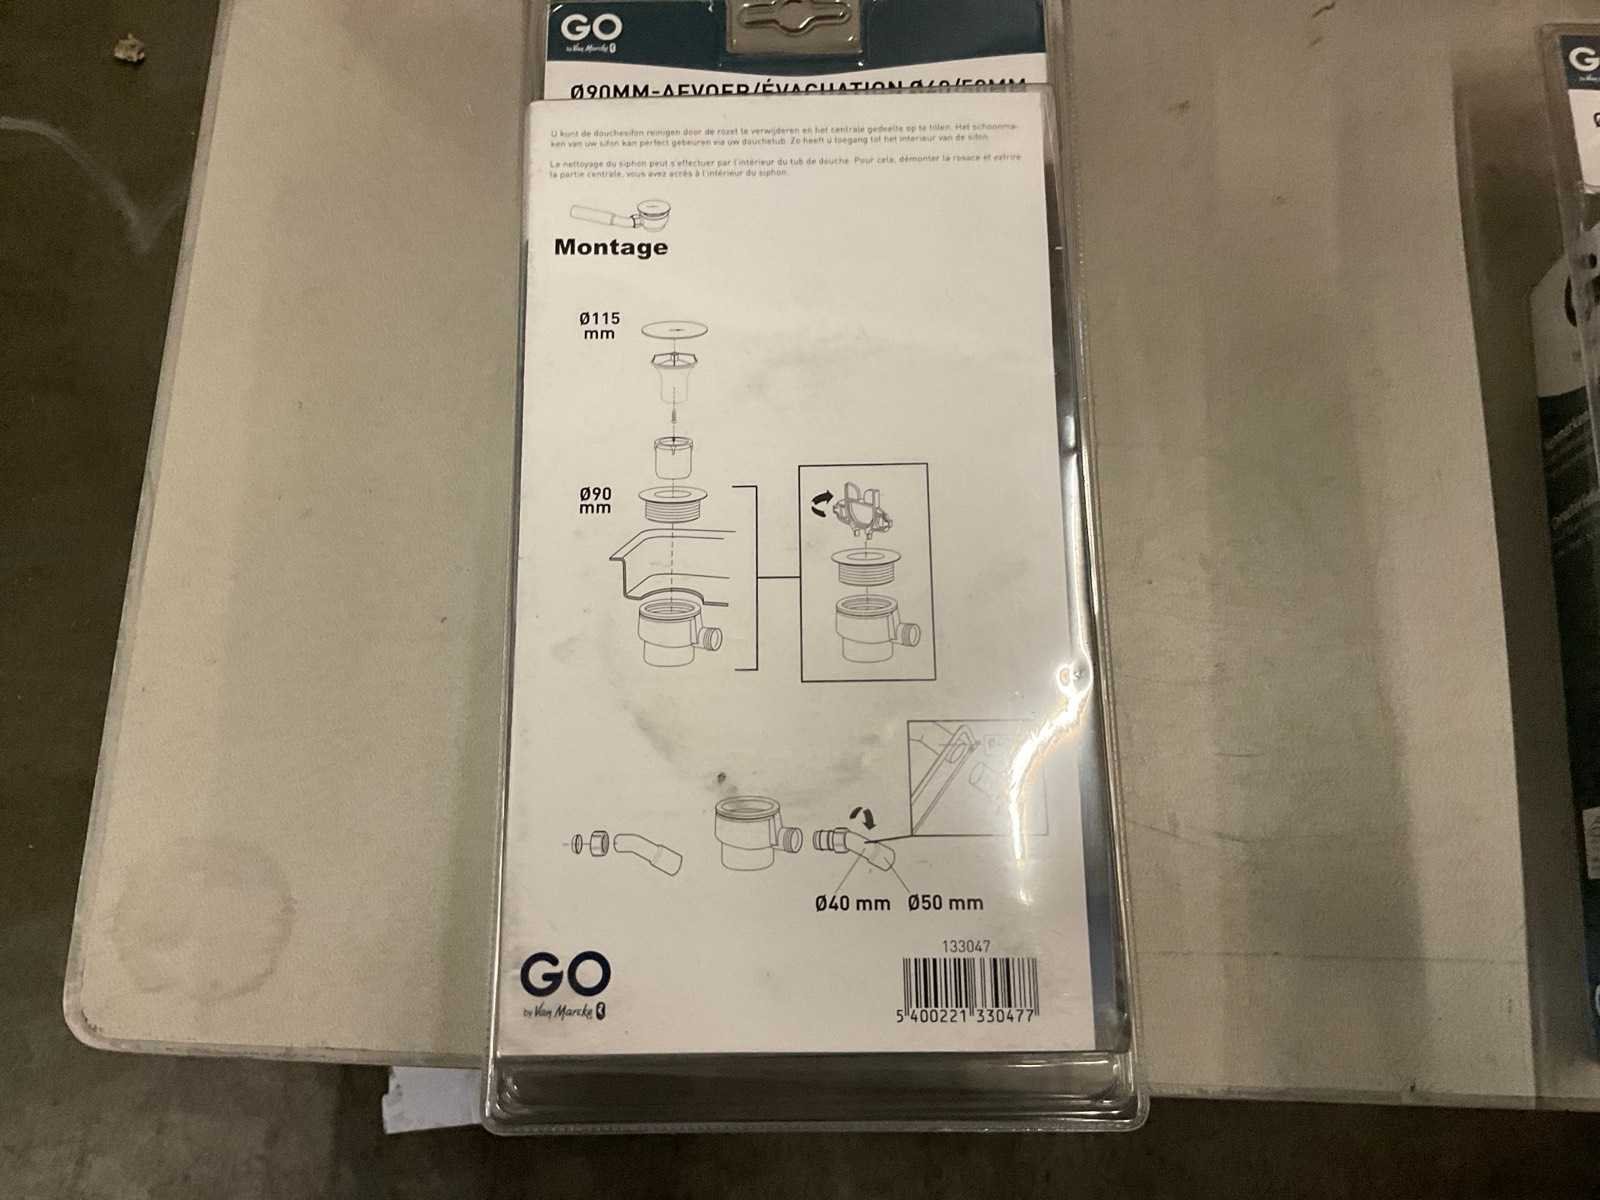 GO
by Van Marcke
Ø90MM-AFVOER/ÉVACUATION Ø40/50MM
U kunt de douchesifon reinigen door de rozet te verwijderen en het centrale gedeelte op te tillen. Het schoonma-
ken van uw sifon kan perfect gebeuren via uw douchetub. Zo heeft u toegang tot het interieur van de sifon.
Le nettoyage du siphon peut s'effectuer par l'intérieur du tub de douche. Pour cela, démonter la rosace et extrire
la partie centrale, vous avez accès à l'intérieur du siphon.
Montage
Ø115
mm
Ø90
mm
Ø40 mm Ø50 mm
133047
5 400221 330477
GO
by Van Marcke